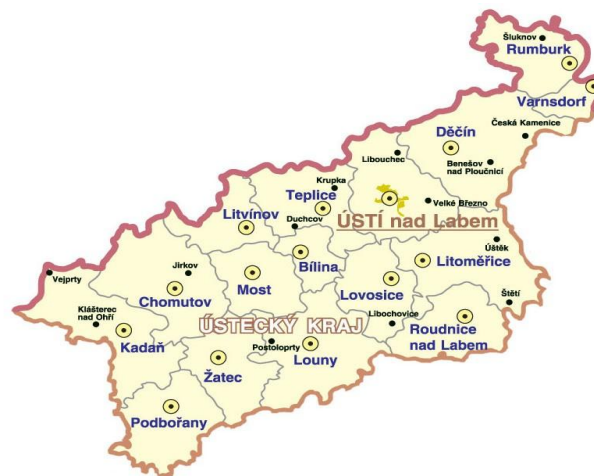 Šluknov
Rumburk
Varnsdorf
Česká Kamenice
Děčín
Libouchec
Benešov
nad Ploučnicí
Krupka
Teplice
Velké Březno
Litvínov
Duchcov
ÚSTÍ nad Labem
Úštěk
Bílina
Litoměřice
Vejprty
Jirkov
Chomutov
Most
Lovosice
Štětí
Klášterec
nad Ohří
ÚSTECKÝ KRAJ
Libochovice
Roudnice
nad Labem
Kadaň
Postoloprty
Louny
Žatec
Podbořany